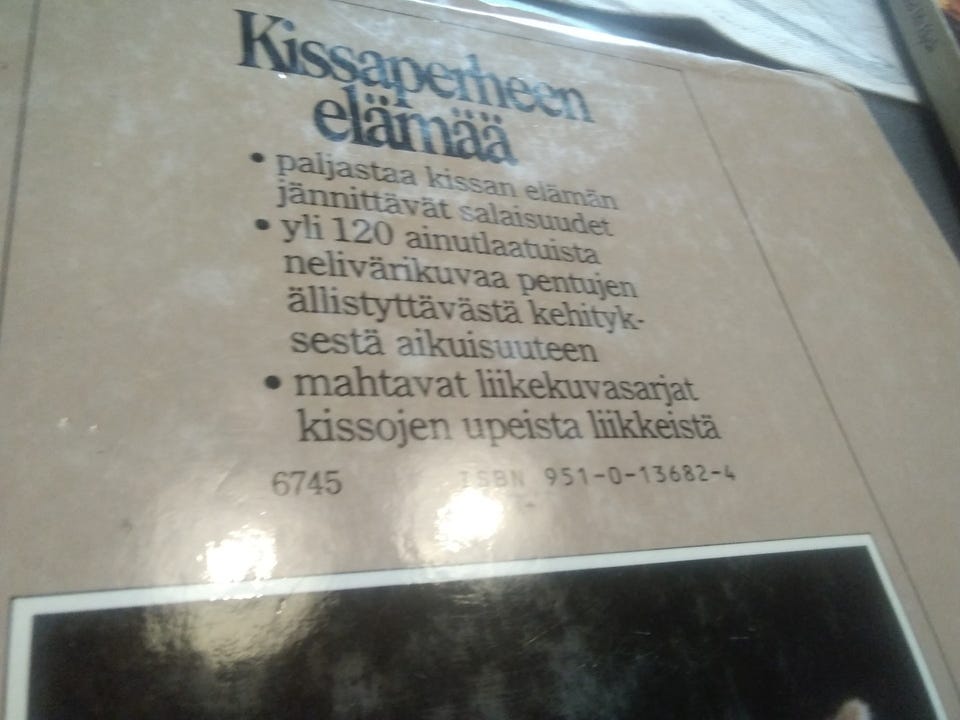 Kissaperheen
elämää
• paljastaa kissan elämän
jännittävät salaisuudet
• yli 120 ainutlaatuista
nelivärikuvaa pentujen
ällistyttävästä kehityk-
sestä aikuisuuteen
• mahtavat liikekuvasarjat
kissojen upeista liikkeistä
6745 ISBN 951-0-13682-4